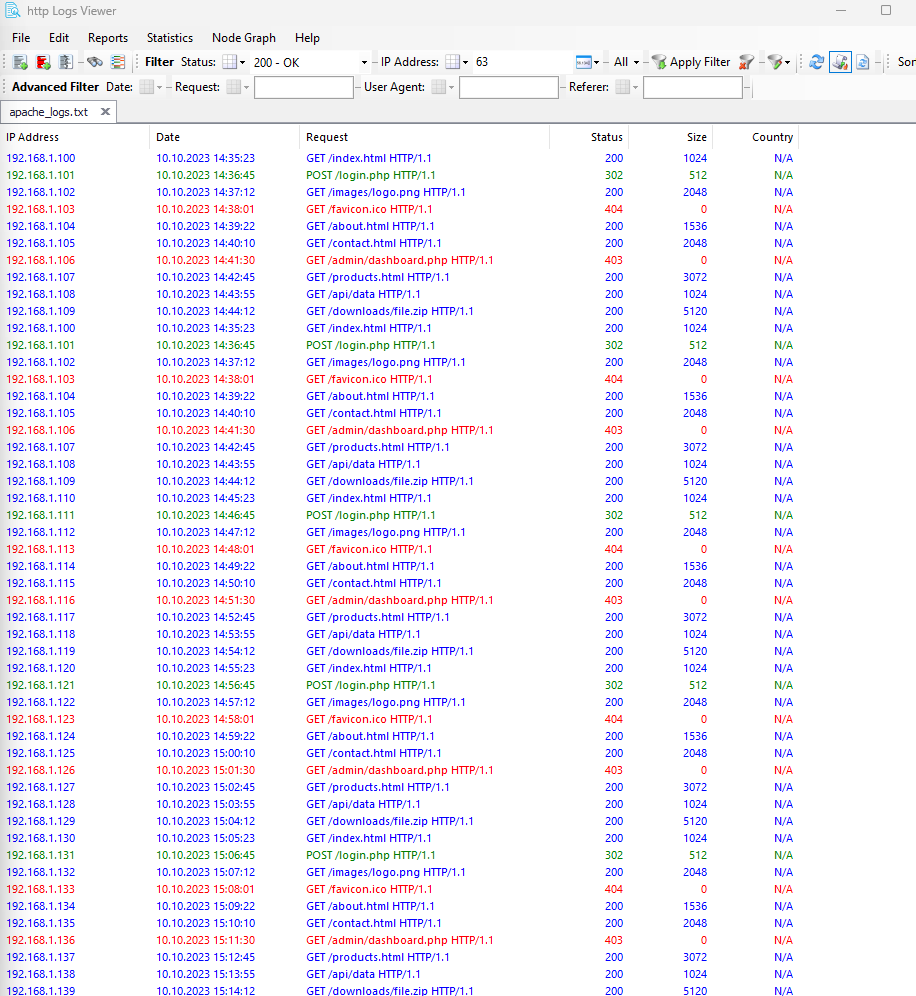 http Logs Viewer
File Edit Reports Statistics Node Graph Help
Filter Status: 200 - OK IP Address: 63 All Apply Filter Sor
Advanced Filter Date: Request: User Agent: Referer:
apache_logs.txt
IP Address Date Request Status Size Country
192.168.1.100 10.10.2023 14:35:23 GET /index.html HTTP/1.1 200 1024 N/A
192.168.1.101 10.10.2023 14:36:45 POST /login.php HTTP/1.1 302 512 N/A
192.168.1.102 10.10.2023 14:37:12 GET /images/logo.png HTTP/1.1 200 2048 N/A
192.168.1.103 10.10.2023 14:38:01 GET /favicon.ico HTTP/1.1 404 0 N/A
192.168.1.104 10.10.2023 14:39:22 GET /about.html HTTP/1.1 200 1536 N/A
192.168.1.105 10.10.2023 14:40:10 GET /contact.html HTTP/1.1 200 2048 N/A
192.168.1.106 10.10.2023 14:41:30 GET /admin/dashboard.php HTTP/1.1 403 0 N/A
192.168.1.107 10.10.2023 14:42:45 GET /products.html HTTP/1.1 200 3072 N/A
192.168.1.108 10.10.2023 14:43:55 GET /api/data HTTP/1.1 200 1024 N/A
192.168.1.109 10.10.2023 14:44:12 GET /downloads/file.zip HTTP/1.1 200 5120 N/A
192.168.1.100 10.10.2023 14:35:23 GET /index.html HTTP/1.1 200 1024 N/A
192.168.1.101 10.10.2023 14:36:45 POST /login.php HTTP/1.1 302 512 N/A
192.168.1.102 10.10.2023 14:37:12 GET /images/logo.png HTTP/1.1 200 2048 N/A
192.168.1.103 10.10.2023 14:38:01 GET /favicon.ico HTTP/1.1 404 0 N/A
192.168.1.104 10.10.2023 14:39:22 GET /about.html HTTP/1.1 200 1536 N/A
192.168.1.105 10.10.2023 14:40:10 GET /contact.html HTTP/1.1 200 2048 N/A
192.168.1.106 10.10.2023 14:41:30 GET /admin/dashboard.php HTTP/1.1 403 0 N/A
192.168.1.107 10.10.2023 14:42:45 GET /products.html HTTP/1.1 200 3072 N/A
192.168.1.108 10.10.2023 14:43:55 GET /api/data HTTP/1.1 200 1024 N/A
192.168.1.109 10.10.2023 14:44:12 GET /downloads/file.zip HTTP/1.1 200 5120 N/A
192.168.1.110 10.10.2023 14:45:23 GET /index.html HTTP/1.1 200 1024 N/A
192.168.1.111 10.10.2023 14:46:45 POST /login.php HTTP/1.1 302 512 N/A
192.168.1.112 10.10.2023 14:47:12 GET /images/logo.png HTTP/1.1 200 2048 N/A
192.168.1.113 10.10.2023 14:48:01 GET /favicon.ico HTTP/1.1 404 0 N/A
192.168.1.114 10.10.2023 14:49:22 GET /about.html HTTP/1.1 200 1536 N/A
192.168.1.115 10.10.2023 14:50:10 GET /contact.html HTTP/1.1 200 2048 N/A
192.168.1.116 10.10.2023 14:51:30 GET /admin/dashboard.php HTTP/1.1 403 0 N/A
192.168.1.117 10.10.2023 14:52:45 GET /products.html HTTP/1.1 200 3072 N/A
192.168.1.118 10.10.2023 14:53:55 GET /api/data HTTP/1.1 200 1024 N/A
192.168.1.119 10.10.2023 14:54:12 GET /downloads/file.zip HTTP/1.1 200 5120 N/A
192.168.1.120 10.10.2023 14:55:23 GET /index.html HTTP/1.1 200 1024 N/A
192.168.1.121 10.10.2023 14:56:45 POST /login.php HTTP/1.1 302 512 N/A
192.168.1.122 10.10.2023 14:57:12 GET /images/logo.png HTTP/1.1 200 2048 N/A
192.168.1.123 10.10.2023 14:58:01 GET /favicon.ico HTTP/1.1 404 0 N/A
192.168.1.124 10.10.2023 14:59:22 GET /about.html HTTP/1.1 200 1536 N/A
192.168.1.125 10.10.2023 15:00:10 GET /contact.html HTTP/1.1 200 2048 N/A
192.168.1.126 10.10.2023 15:01:30 GET /admin/dashboard.php HTTP/1.1 403 0 N/A
192.168.1.127 10.10.2023 15:02:45 GET /products.html HTTP/1.1 200 3072 N/A
192.168.1.128 10.10.2023 15:03:55 GET /api/data HTTP/1.1 200 1024 N/A
192.168.1.129 10.10.2023 15:04:12 GET /downloads/file.zip HTTP/1.1 200 5120 N/A
192.168.1.130 10.10.2023 15:05:23 GET /index.html HTTP/1.1 200 1024 N/A
192.168.1.131 10.10.2023 15:06:45 POST /login.php HTTP/1.1 302 512 N/A
192.168.1.132 10.10.2023 15:07:12 GET /images/logo.png HTTP/1.1 200 2048 N/A
192.168.1.133 10.10.2023 15:08:01 GET /favicon.ico HTTP/1.1 404 0 N/A
192.168.1.134 10.10.2023 15:09:22 GET /about.html HTTP/1.1 200 1536 N/A
192.168.1.135 10.10.2023 15:10:10 GET /contact.html HTTP/1.1 200 2048 N/A
192.168.1.136 10.10.2023 15:11:30 GET /admin/dashboard.php HTTP/1.1 403 0 N/A
192.168.1.137 10.10.2023 15:12:45 GET /products.html HTTP/1.1 200 3072 N/A
192.168.1.138 10.10.2023 15:13:55 GET /api/data HTTP/1.1 200 1024 N/A
192.168.1.139 10.10.2023 15:14:12 GET /downloads/file.zip HTTP/1.1 200 5120 N/A